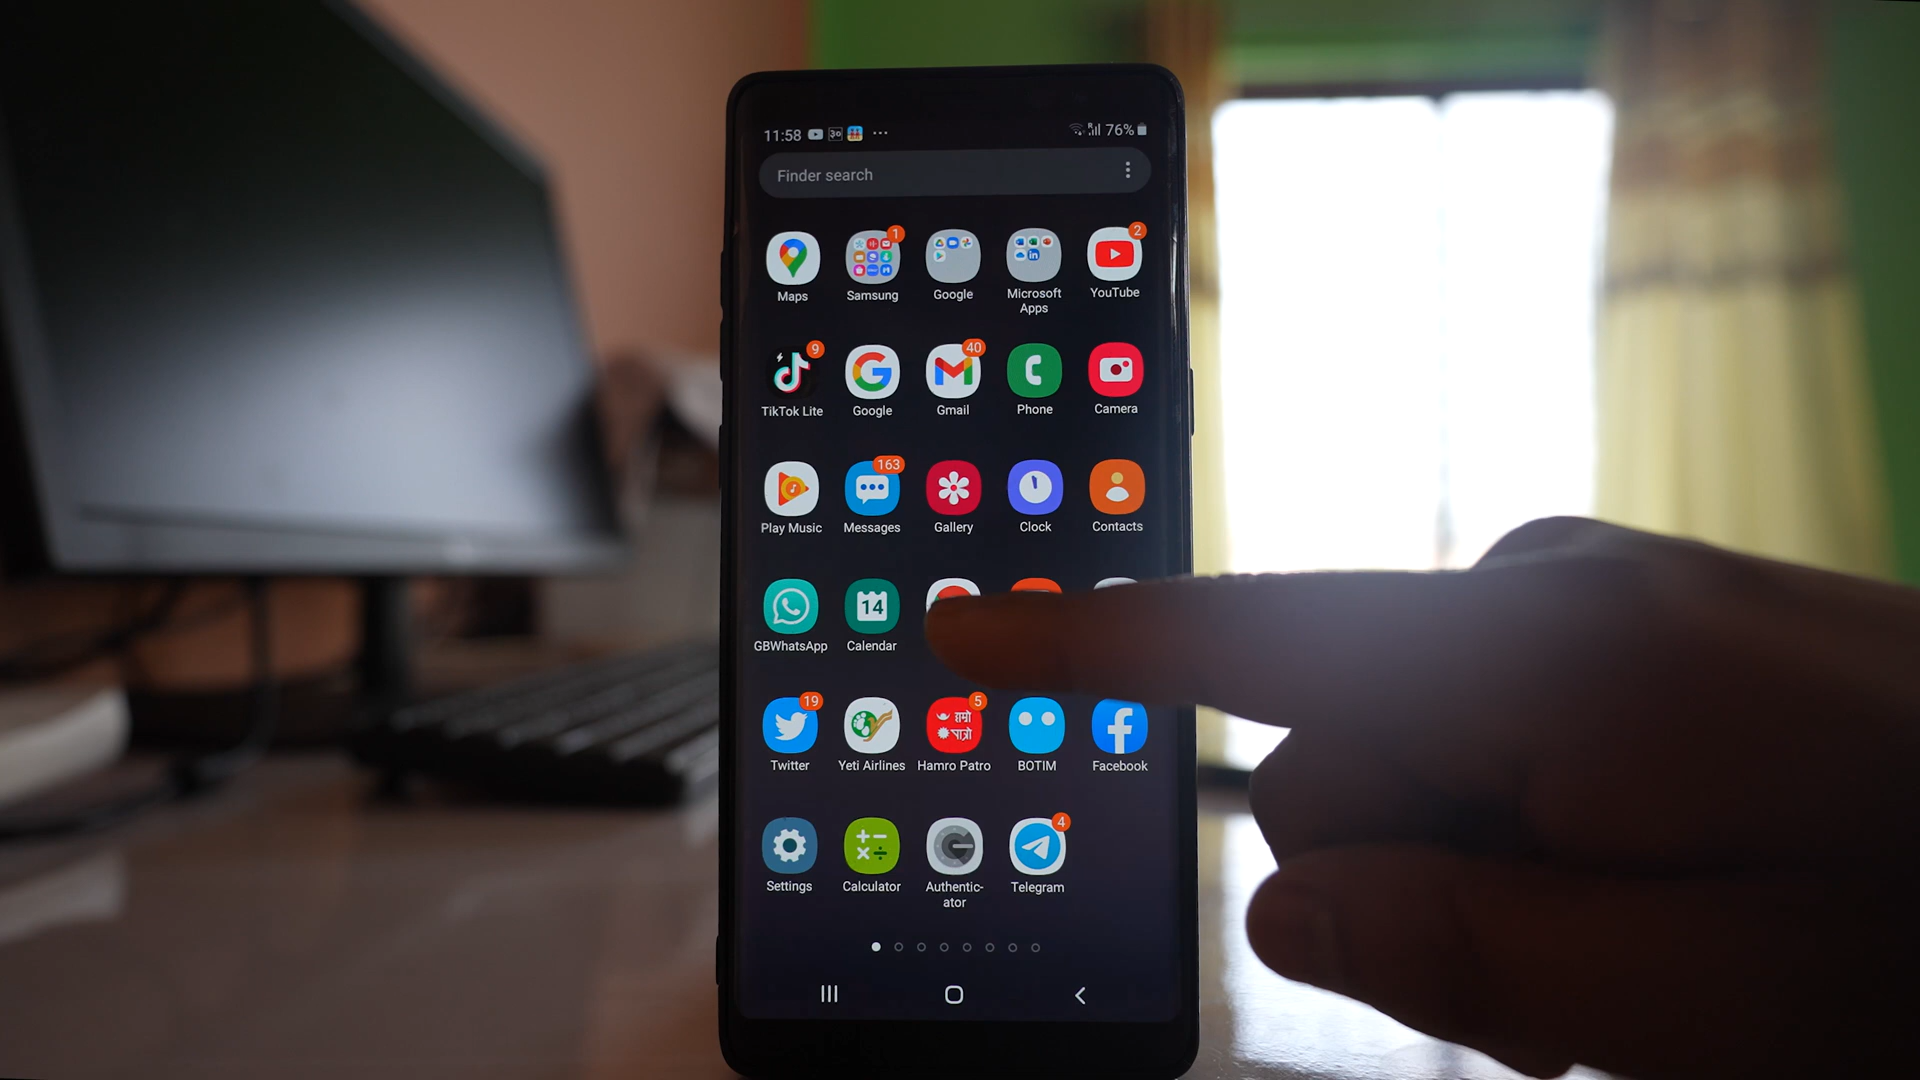 11:58 30 76%
Finder search
1 2
Maps Samsung Google Microsoft Apps YouTube
9 40
TikTok Lite Google Gmail Phone Camera
163
Play Music Messages Gallery Clock Contacts
14
GBWhatsApp Calendar
19 5
हाम्रो पात्रो
Twitter Yeti Airlines Hamro Patro BOTIM Facebook
4
Settings Calculator Authentic-ator Telegram